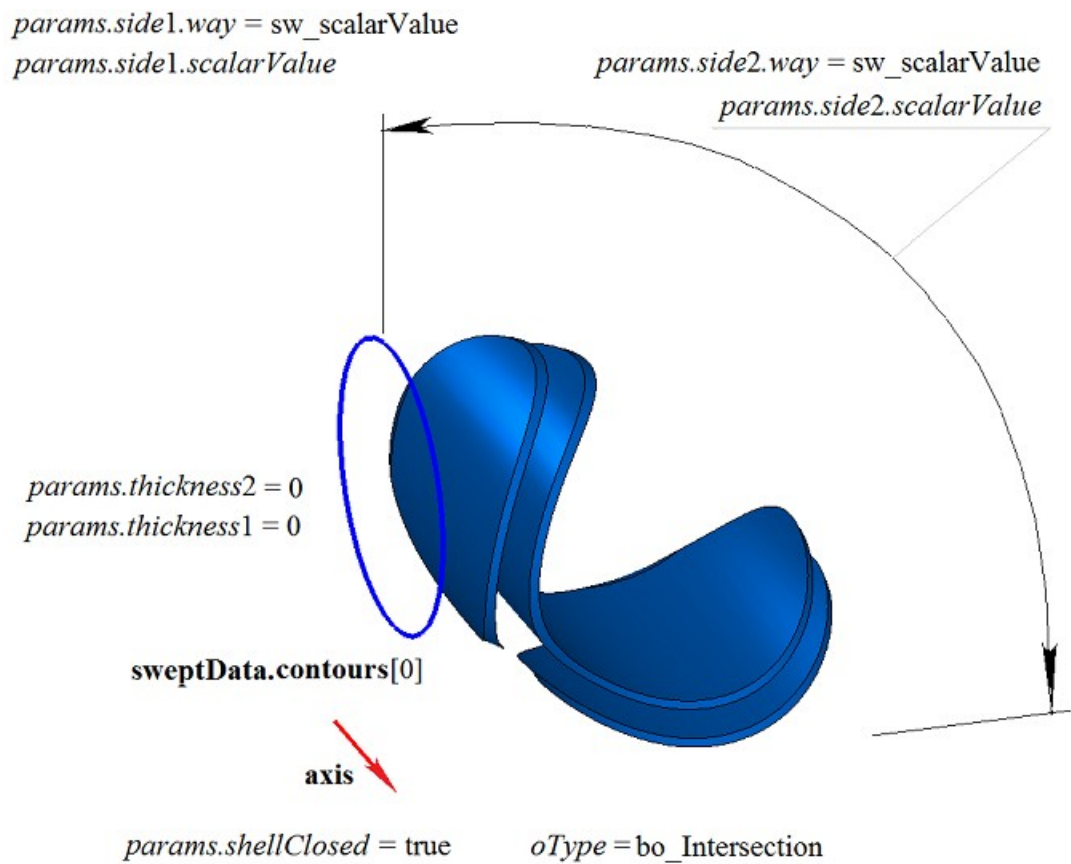 params.side1.way = sw_scalarValue
params.side1.scalarValue
params.side2.way = sw_scalarValue
params.side2.scalarValue
params.thickness2 = 0
params.thickness1 = 0
sweptData.contours[0]
axis
params.shellClosed = true
oType = bo_Intersection